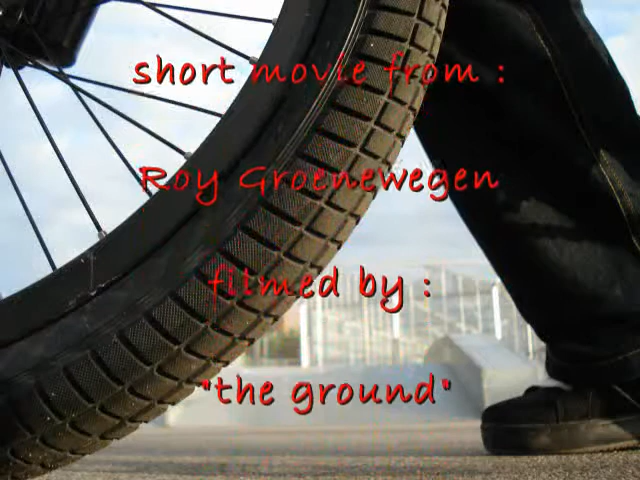 short movie from :
Roy Groenewegen
filmed by :
"the ground"